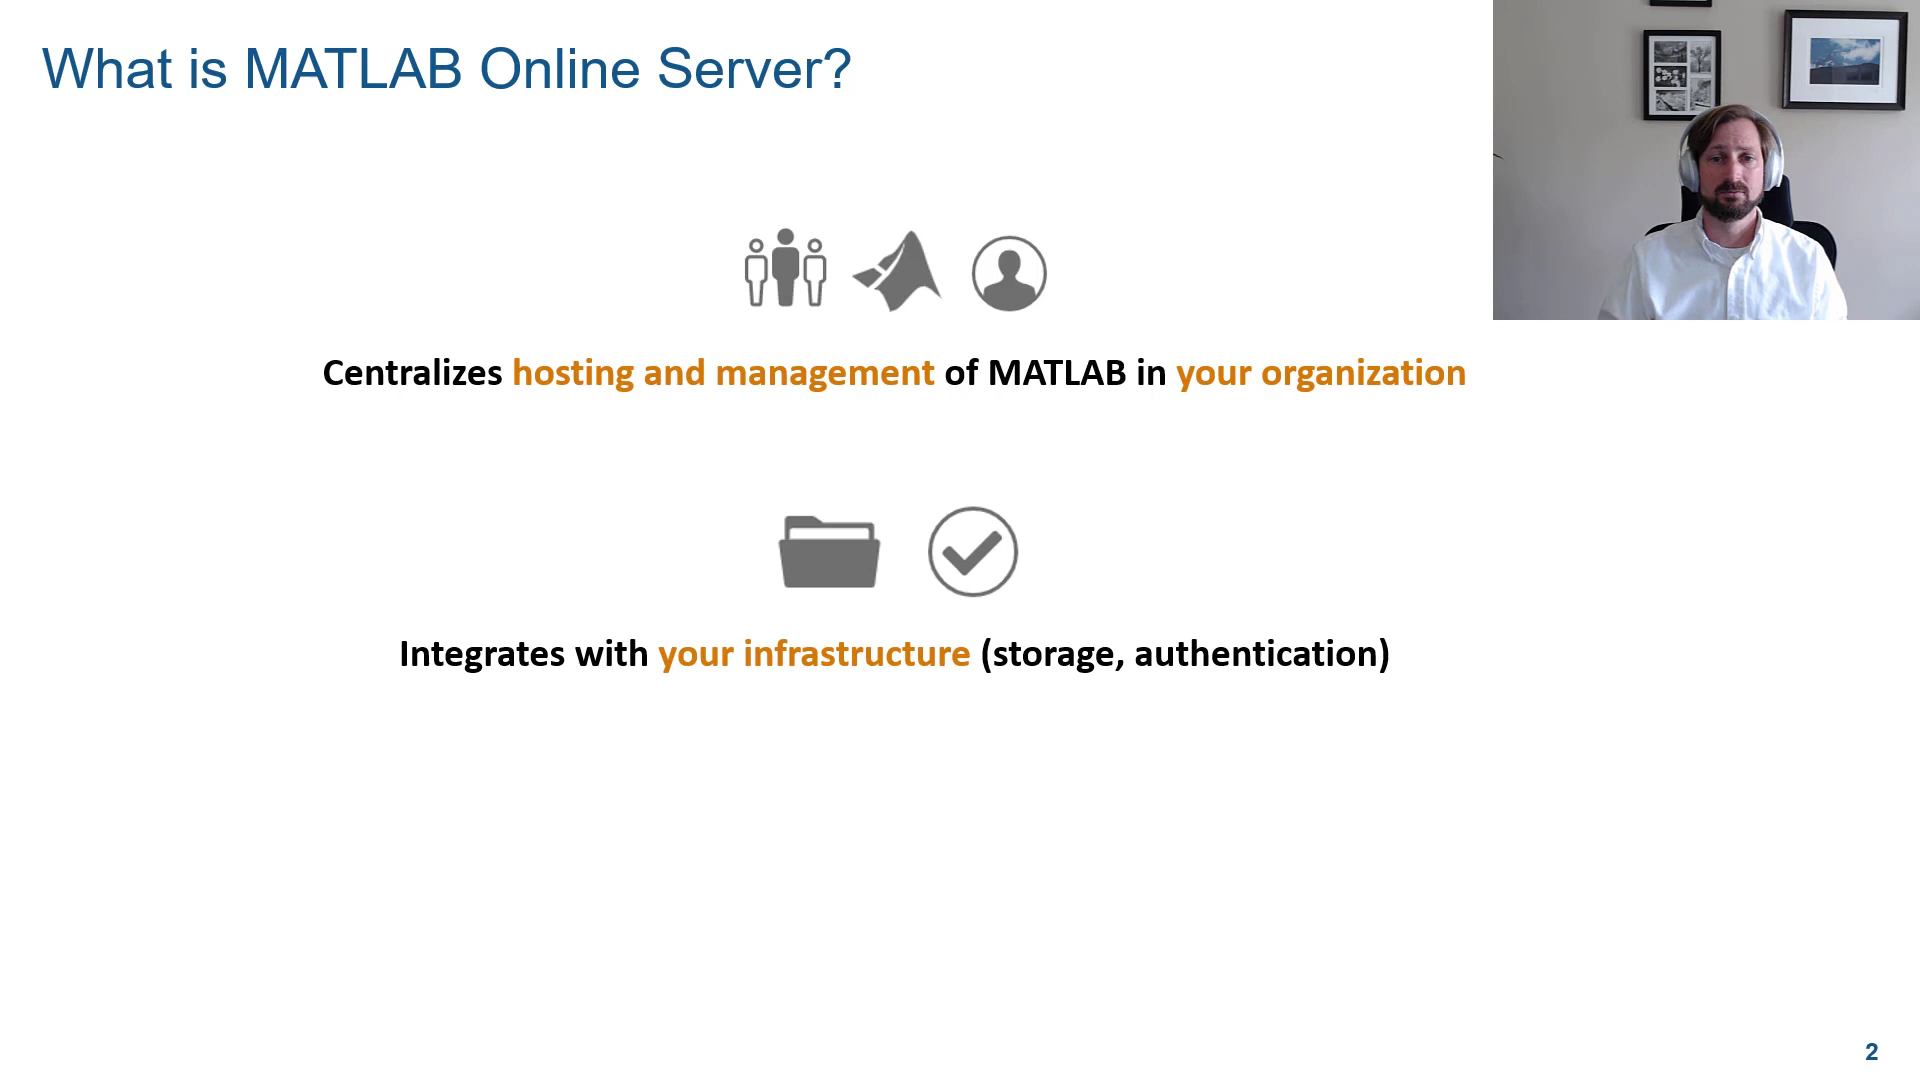 What is MATLAB Online Server?
Centralizes hosting and management of MATLAB in your organization
Integrates with your infrastructure (storage, authentication)
2